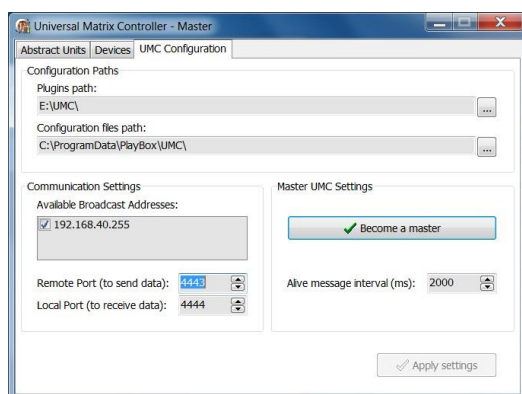 Universal Matrix Controller - Master
Abstract Units Devices UMC Configuration
Configuration Paths
Plugins path:
E:\UMC\
...
Configuration files path:
C:\ProgramData\PlayBox\UMC\
...
Communication Settings
Available Broadcast Addresses:
192.168.40.255
Remote Port (to send data): 4443
Local Port (to receive data): 4444
Master UMC Settings
Become a master
Alive message interval (ms): 2000
Apply settings